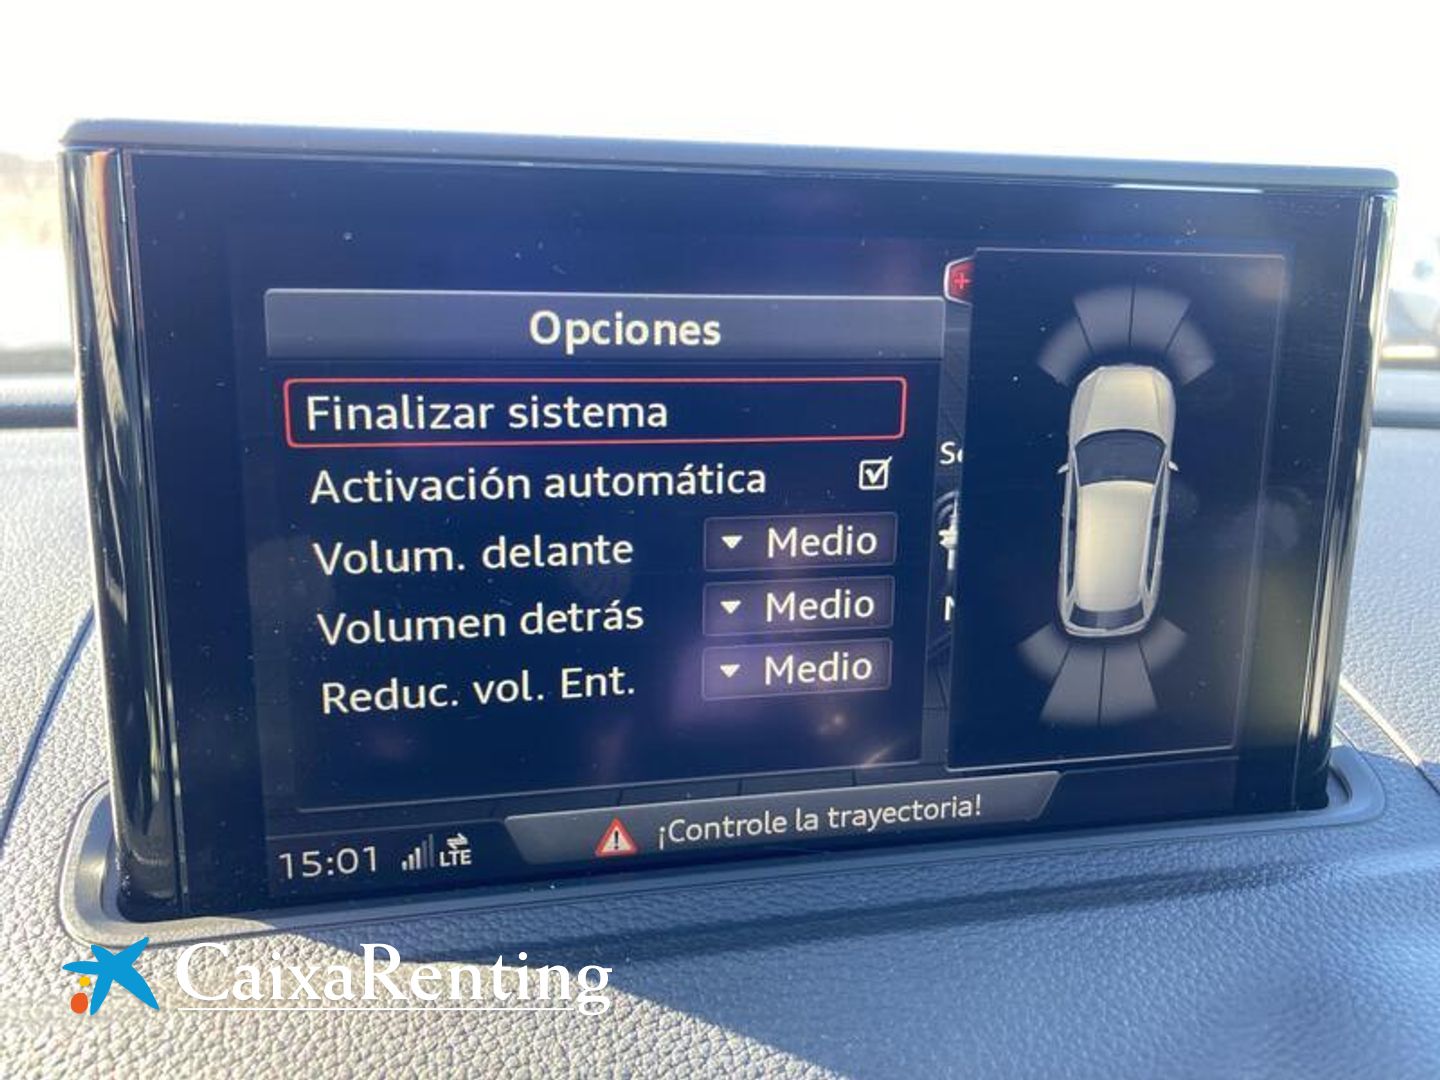 Opciones
Finalizar sistema
Activación automática
Volum. delante Medio
Volumen detrás Medio
Reduc. vol. Ent. Medio
15:01 LTE ¡Controle la trayectoria!
CaixaRenting